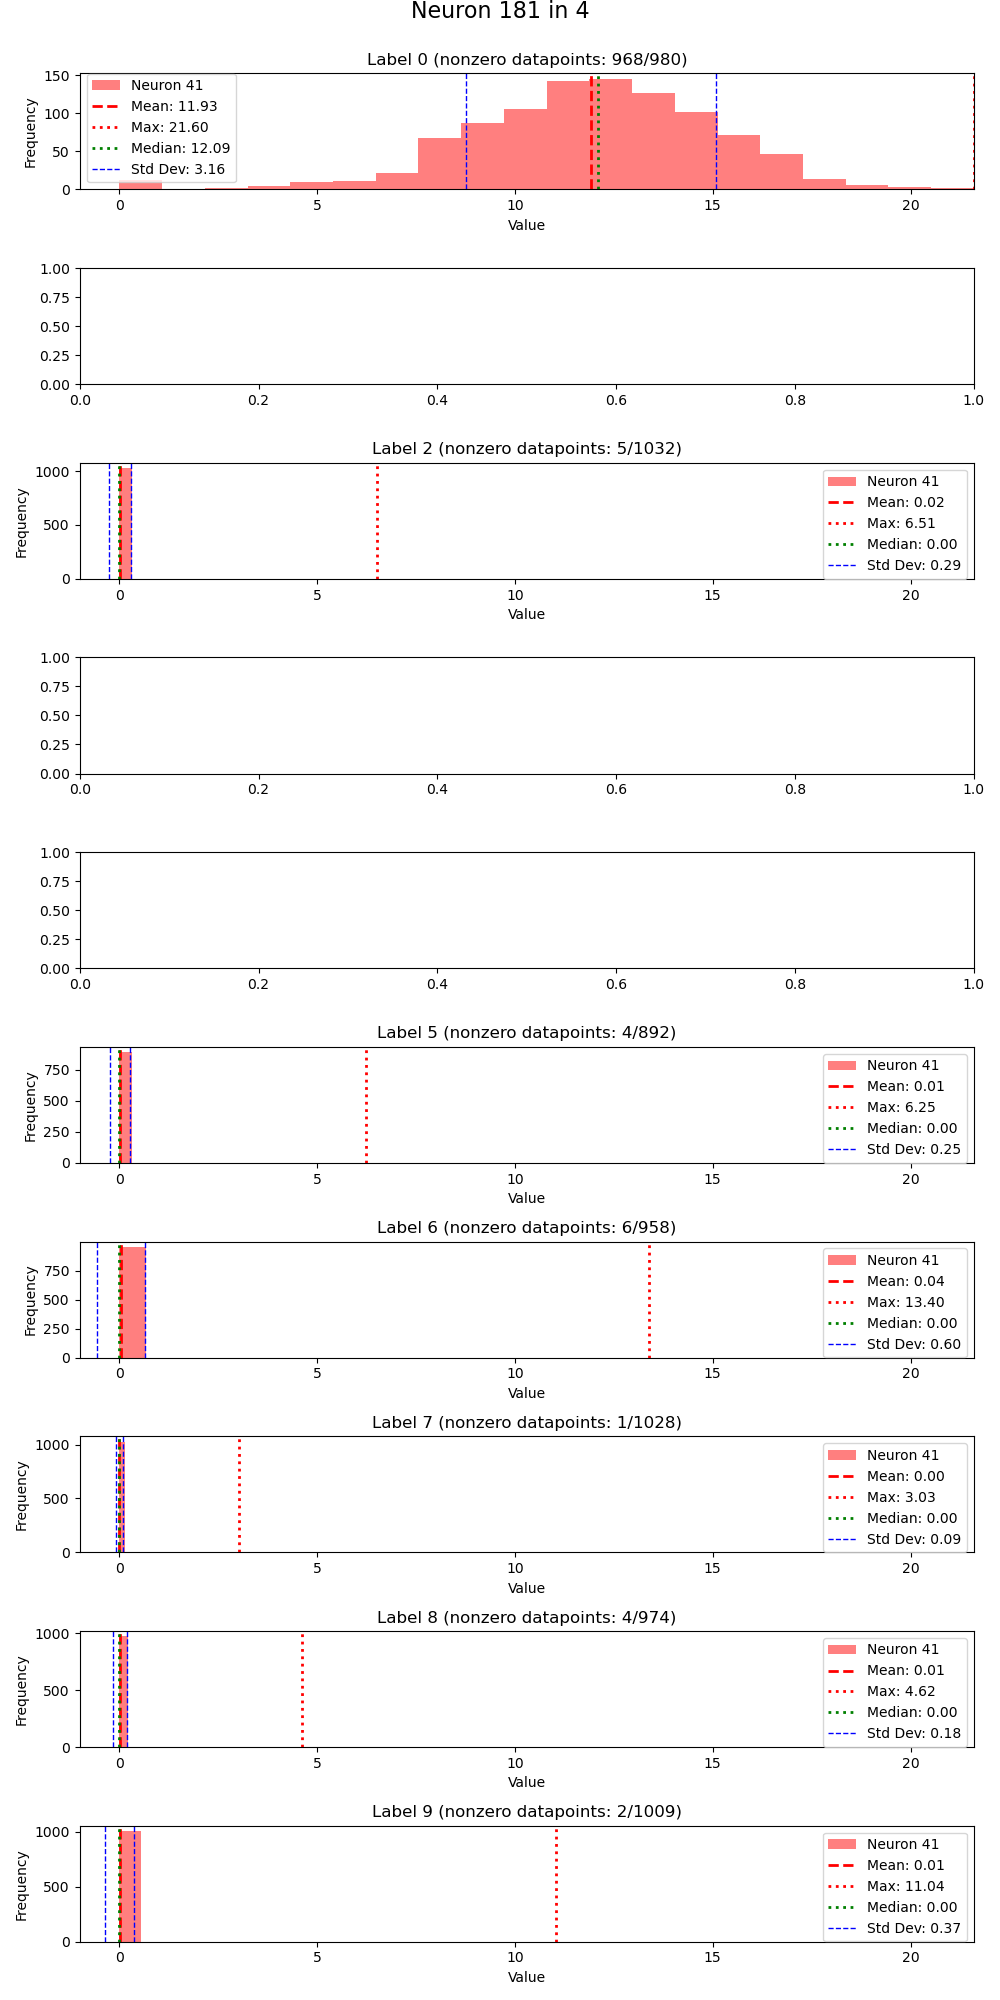 Neuron 181 in 4
Label 0 (nonzero datapoints: 968/980)
Frequency
150
100
50
0
Neuron 41
Mean: 11.93
Max: 21.60
Median: 12.09
Std Dev: 3.16
0 5 10 15 20
Value
1.00
0.75
0.50
0.25
0.00
0.0 0.2 0.4 0.6 0.8 1.0
Label 2 (nonzero datapoints: 5/1032)
Frequency
1000
500
0
Neuron 41
Mean: 0.02
Max: 6.51
Median: 0.00
Std Dev: 0.29
0 5 10 15 20
Value
1.00
0.75
0.50
0.25
0.00
0.0 0.2 0.4 0.6 0.8 1.0
1.00
0.75
0.50
0.25
0.00
0.0 0.2 0.4 0.6 0.8 1.0
Label 5 (nonzero datapoints: 4/892)
Frequency
750
500
250
0
Neuron 41
Mean: 0.01
Max: 6.25
Median: 0.00
Std Dev: 0.25
0 5 10 15 20
Value
Label 6 (nonzero datapoints: 6/958)
Frequency
750
500
250
0
Neuron 41
Mean: 0.04
Max: 13.40
Median: 0.00
Std Dev: 0.60
0 5 10 15 20
Value
Label 7 (nonzero datapoints: 1/1028)
Frequency
1000
500
0
Neuron 41
Mean: 0.00
Max: 3.03
Median: 0.00
Std Dev: 0.09
0 5 10 15 20
Value
Label 8 (nonzero datapoints: 4/974)
Frequency
1000
500
0
Neuron 41
Mean: 0.01
Max: 4.62
Median: 0.00
Std Dev: 0.18
0 5 10 15 20
Value
Label 9 (nonzero datapoints: 2/1009)
Frequency
1000
500
0
Neuron 41
Mean: 0.01
Max: 11.04
Median: 0.00
Std Dev: 0.37
0 5 10 15 20
Value